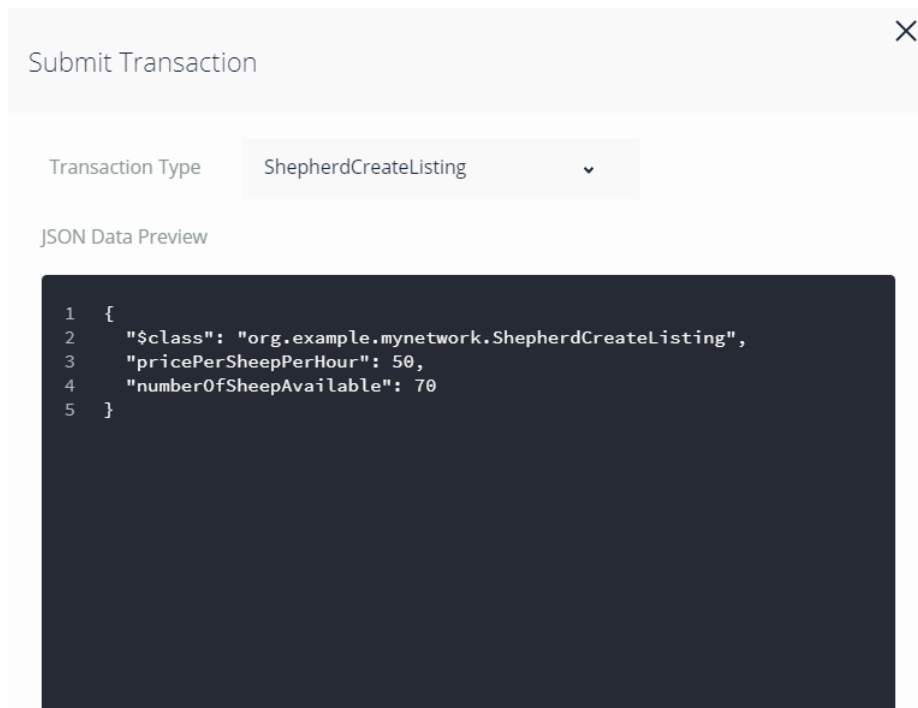 Submit Transaction
Transaction Type
ShepherdCreateListing
JSON Data Preview
1 {
2 "$class": "org.example.mynetwork.ShepherdCreateListing",
3 "pricePerSheepPerHour": 50,
4 "numberOfSheepAvailable": 70
5 }